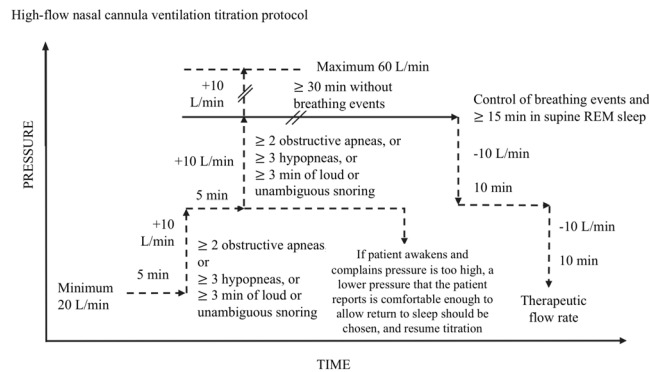 High-flow nasal cannula ventilation titration protocol
Maximum 60 L/min
+10
L/min
≥ 30 min without
breathing events
Control of breathing events and
≥ 15 min in supine REM sleep
PRESSURE
+10 L/min
≥ 2 obstructive apneas, or
≥ 3 hypopneas, or
≥ 3 min of loud or
unambiguous snoring
-10 L/min
10 min
5 min
+10
L/min
≥ 2 obstructive apneas
or
≥ 3 hypopneas, or
≥ 3 min of loud or
unambiguous snoring
-10 L/min
10 min
5 min
If patient awakens and
complains pressure is too high, a
lower pressure that the patient
reports is comfortable enough to
allow return to sleep should be
chosen, and resume titration
Minimum
20 L/min
Therapeutic
flow rate
TIME